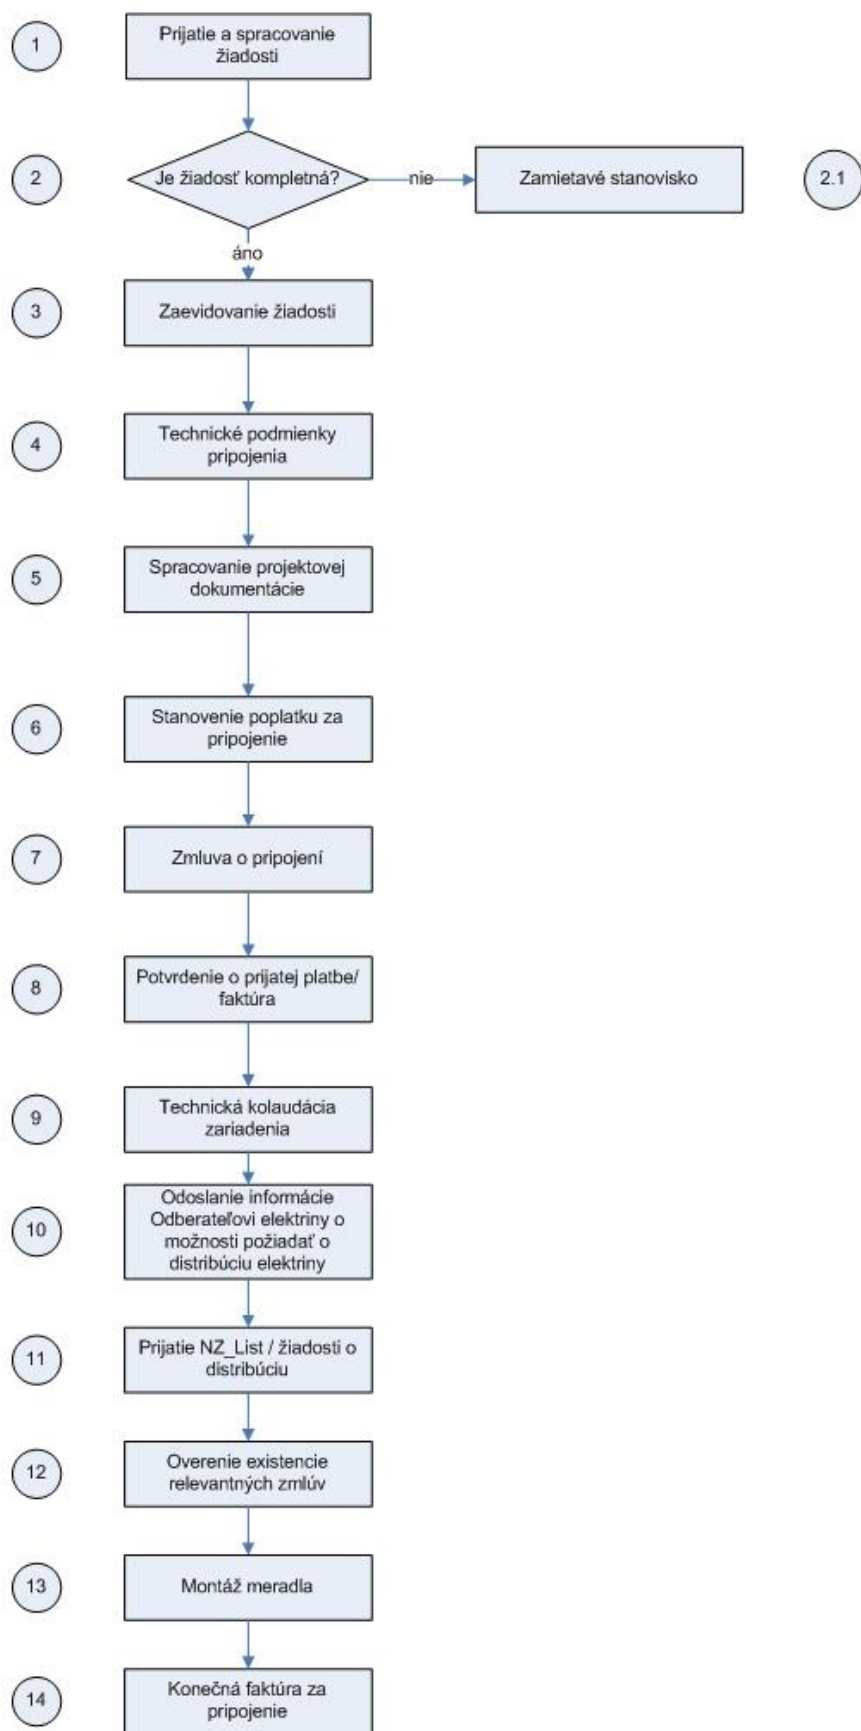 1
Prijatie a spracovanie
žiadosti
2
Je žiadosť kompletná?
nie
Zamietavé stanovisko
2.1
áno
3
Zaevidovanie žiadosti
4
Technické podmienky
pripojenia
5
Spracovanie projektovej
dokumentácie
6
Stanovenie poplatku za
pripojenie
7
Zmluva o pripojení
8
Potvrdenie o prijatej platbe/
faktúra
9
Technická kolaudácia
zariadenia
10
Odoslanie informácie
Odberateľovi elektriny o
možnosti požiadať o
distribúciu elektriny
11
Prijatie NZ_List / žiadosti o
distribúciu
12
Overenie existencie
relevantných zmlúv
13
Montáž meradla
14
Konečná faktúra za
pripojenie